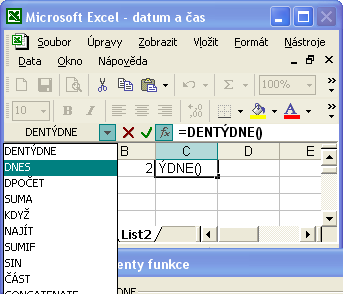 Microsoft Excel - datum a čas
Soubor Úpravy Zobrazit Vložit Formát Nástroje
Data Okno Nápověda
100%
10 B
DENTÝDNE =DENTÝDNE()
DENTÝDNE B C D E
DNES 2 ÝDNE()
DPOČET
SUMA
KDYŽ
NAJÍT List2
SUMIF
SIN enty funkce
ČÁST
CONCATENATE DNE